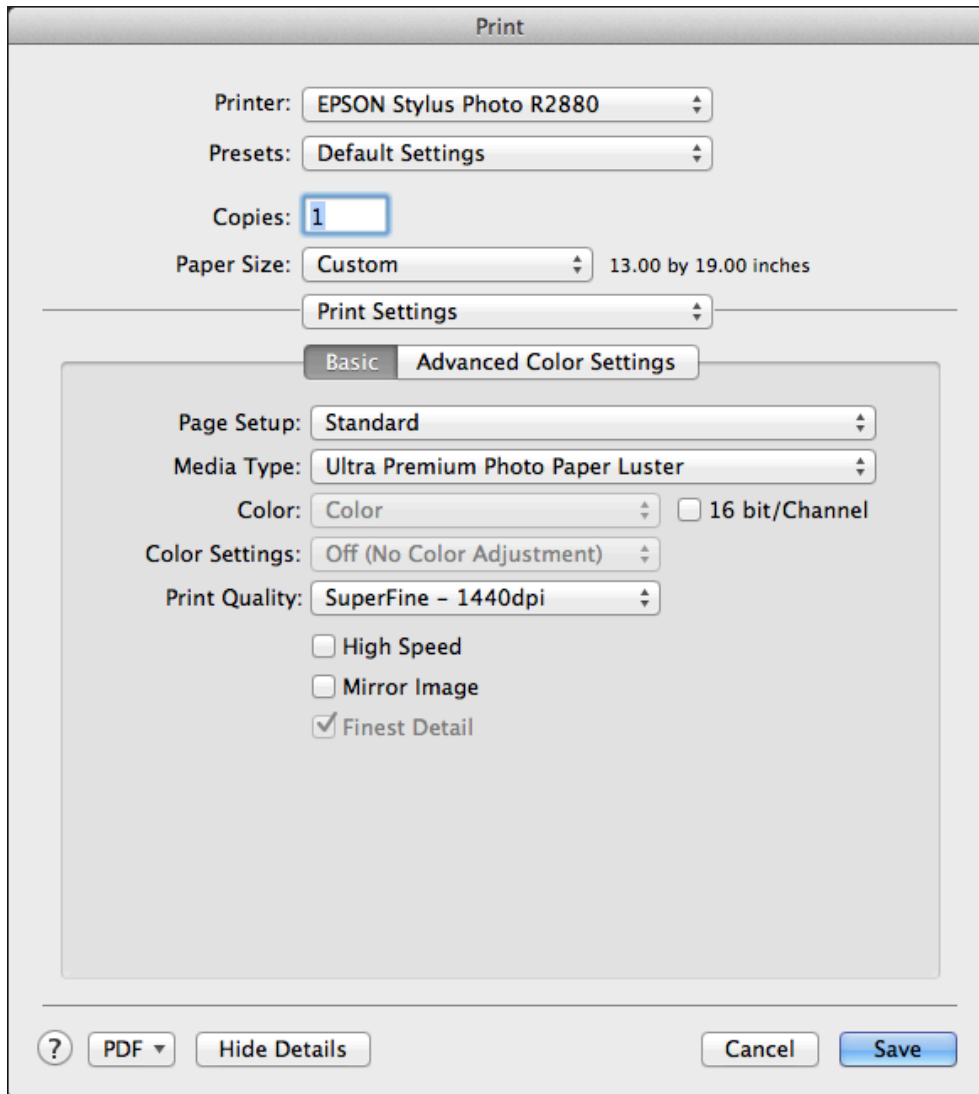 Print
Printer: EPSON Stylus Photo R2880
Presets: Default Settings
Copies: 1
Paper Size: Custom 13.00 by 19.00 inches
Print Settings
Basic Advanced Color Settings
Page Setup: Standard
Media Type: Ultra Premium Photo Paper Luster
Color: Color 16 bit/Channel
Color Settings: Off (No Color Adjustment)
Print Quality: SuperFine – 1440dpi
High Speed
Mirror Image
Finest Detail
? PDF Hide Details Cancel Save